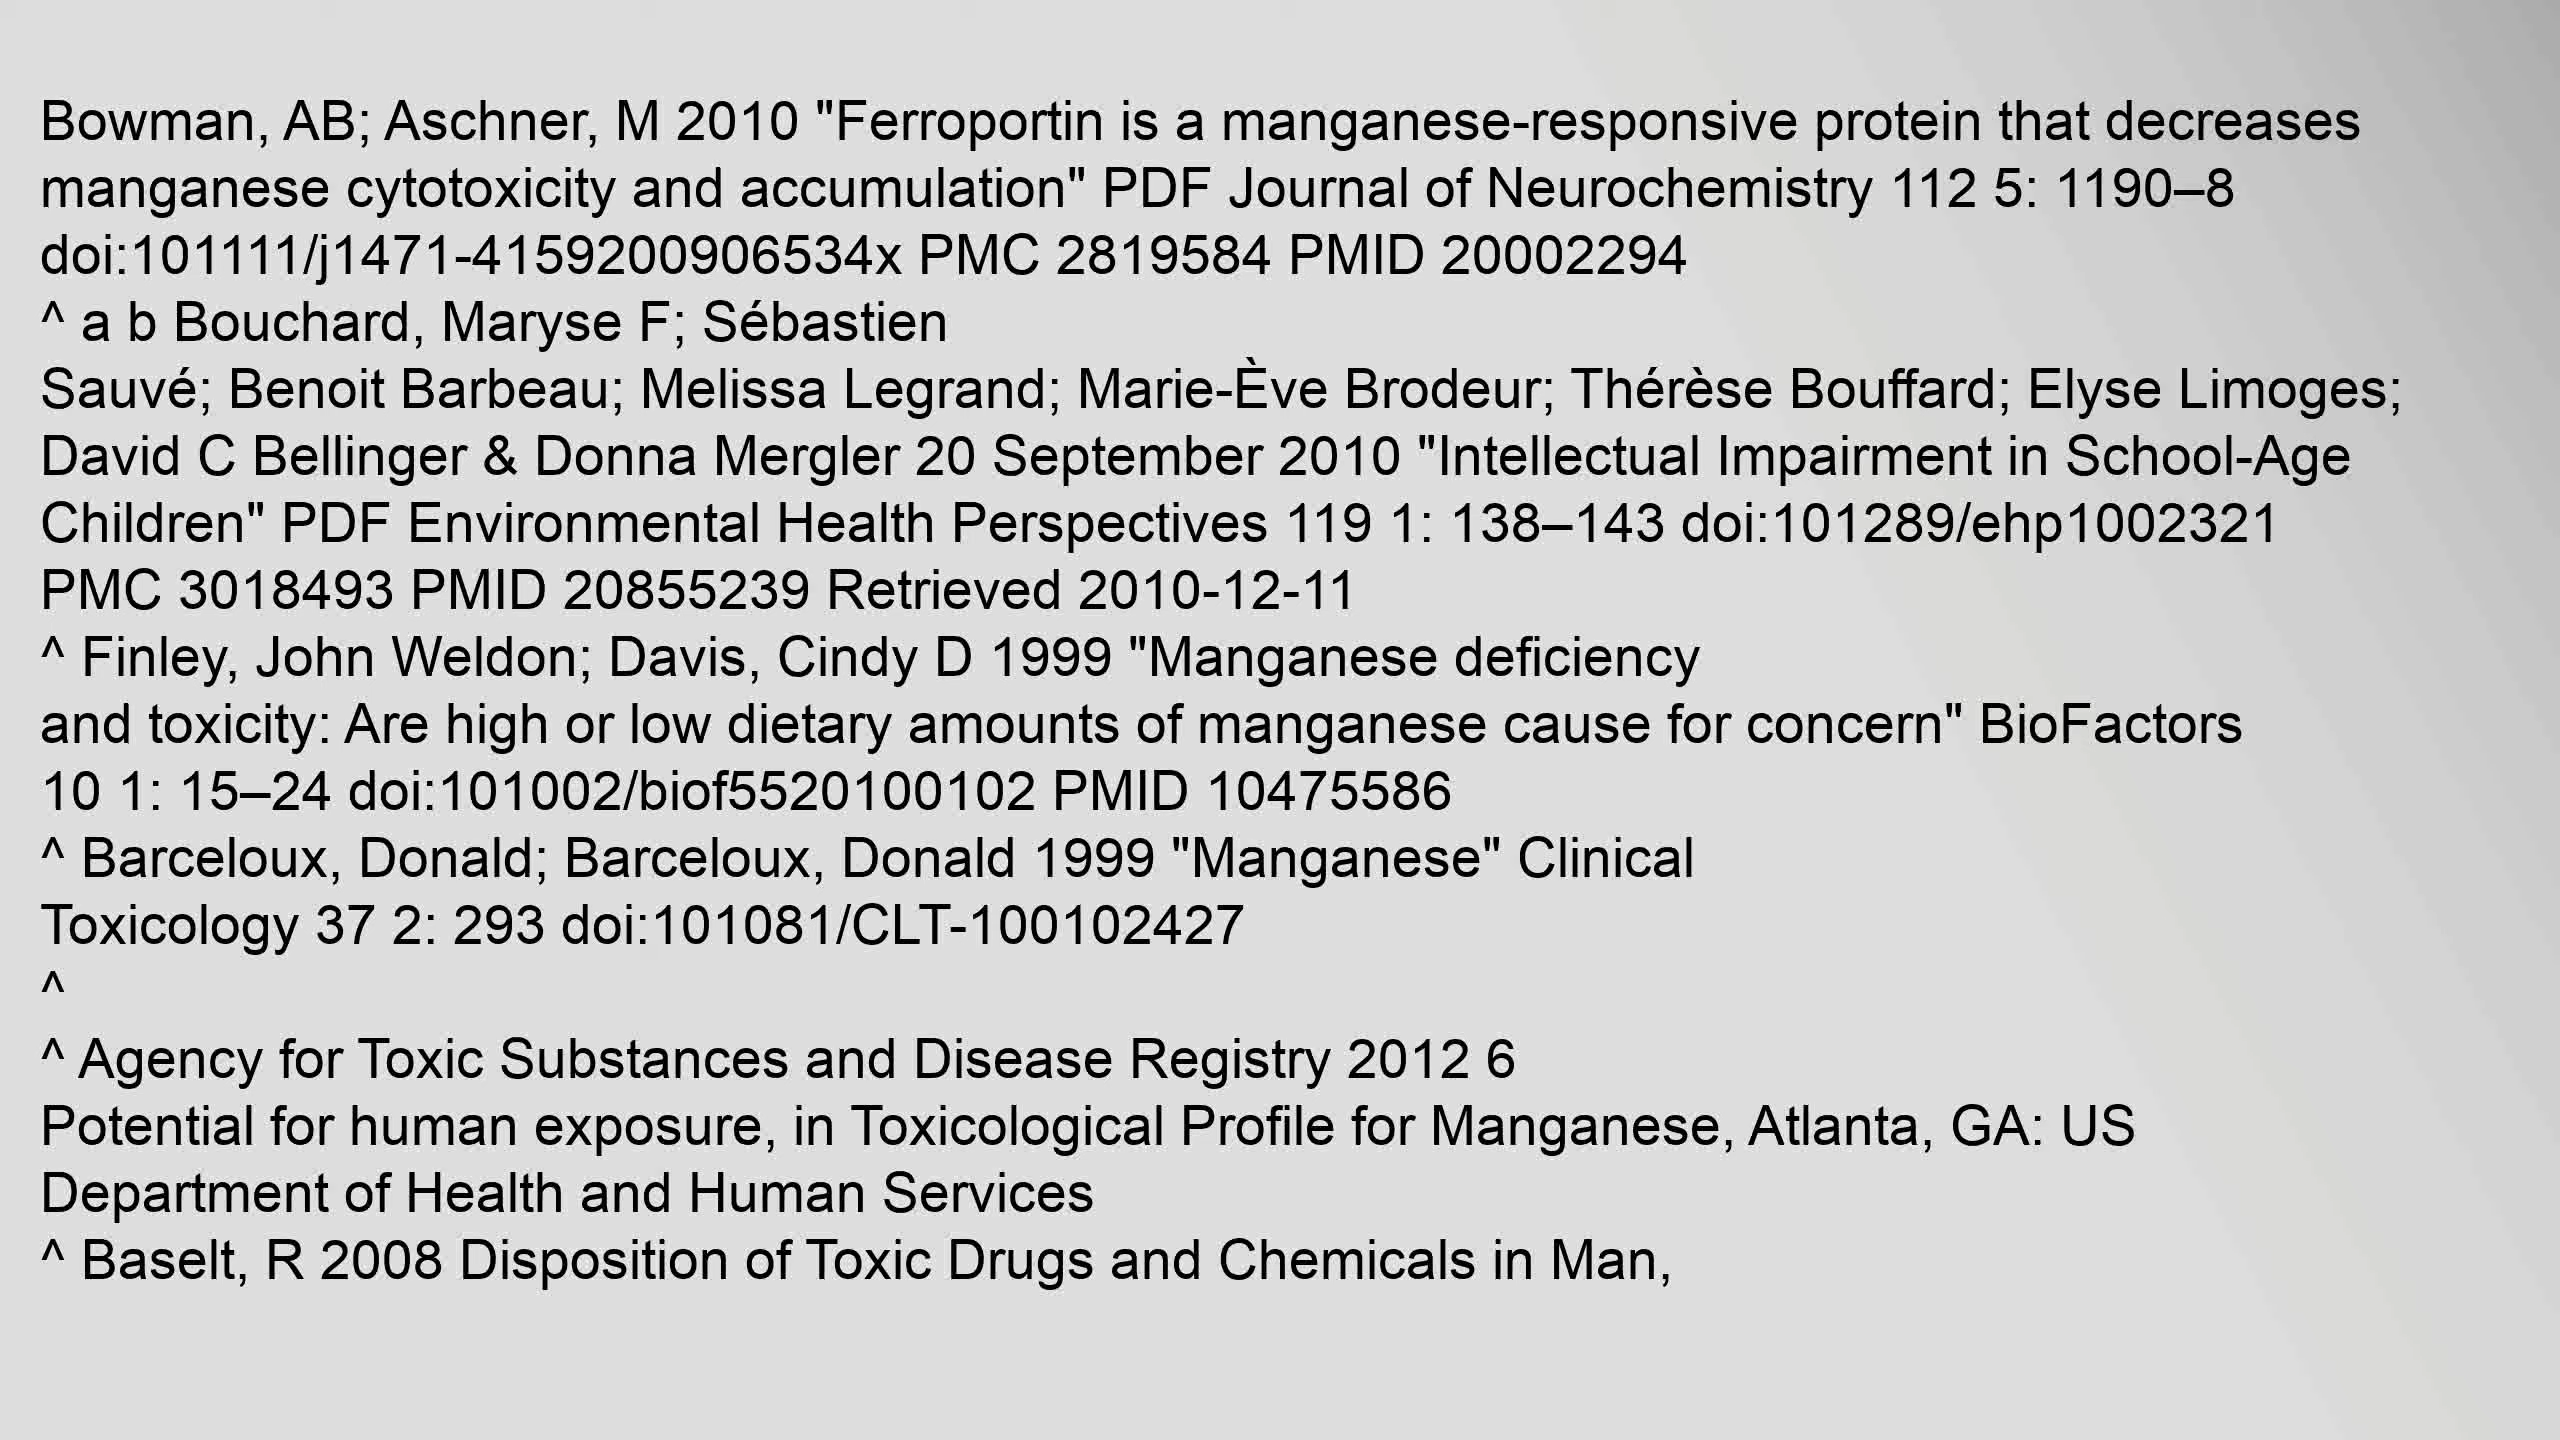 Bowman, AB; Aschner, M 2010 "Ferroportin is a manganese-responsive protein that decreases
manganese cytotoxicity and accumulation" PDF Journal of Neurochemistry 112 5: 1190–8
doi:101111/j1471-4159200906534x PMC 2819584 PMID 20002294
^ a b Bouchard, Maryse F; Sébastien
Sauvé; Benoit Barbeau; Melissa Legrand; Marie-Ève Brodeur; Thérèse Bouffard; Elyse Limoges;
David C Bellinger & Donna Mergler 20 September 2010 "Intellectual Impairment in School-Age
Children" PDF Environmental Health Perspectives 119 1: 138–143 doi:101289/ehp1002321
PMC 3018493 PMID 20855239 Retrieved 2010-12-11
^ Finley, John Weldon; Davis, Cindy D 1999 "Manganese deficiency
and toxicity: Are high or low dietary amounts of manganese cause for concern" BioFactors
10 1: 15–24 doi:101002/biof5520100102 PMID 10475586
^ Barceloux, Donald; Barceloux, Donald 1999 "Manganese" Clinical
Toxicology 37 2: 293 doi:101081/CLT-100102427
^
^ Agency for Toxic Substances and Disease Registry 2012 6
Potential for human exposure, in Toxicological Profile for Manganese, Atlanta, GA: US
Department of Health and Human Services
^ Baselt, R 2008 Disposition of Toxic Drugs and Chemicals in Man,